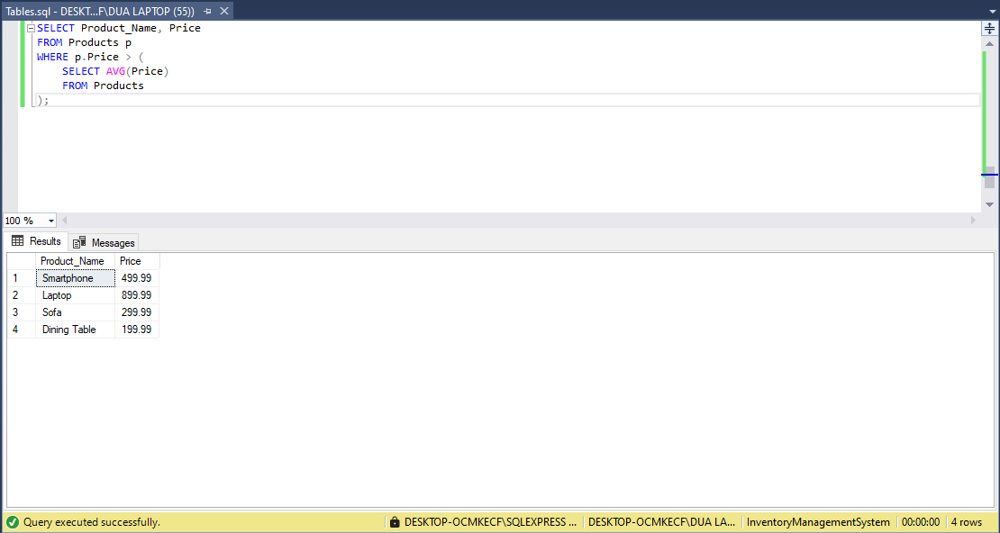 Tables.sql - DESKT...F\DUA LAPTOP (55))
SELECT Product_Name, Price
FROM Products p
WHERE p.Price > (
SELECT AVG(Price)
FROM Products
);
100 %
Results Messages
Product_Name Price
1 Smartphone 499.99
2 Laptop 899.99
3 Sofa 299.99
4 Dining Table 199.99
Query executed successfully. DESKTOP-OCMKECF\SQLEXPRESS ... DESKTOP-OCMKECF\DUA LA... InventoryManagementSystem 00:00:00 4 rows